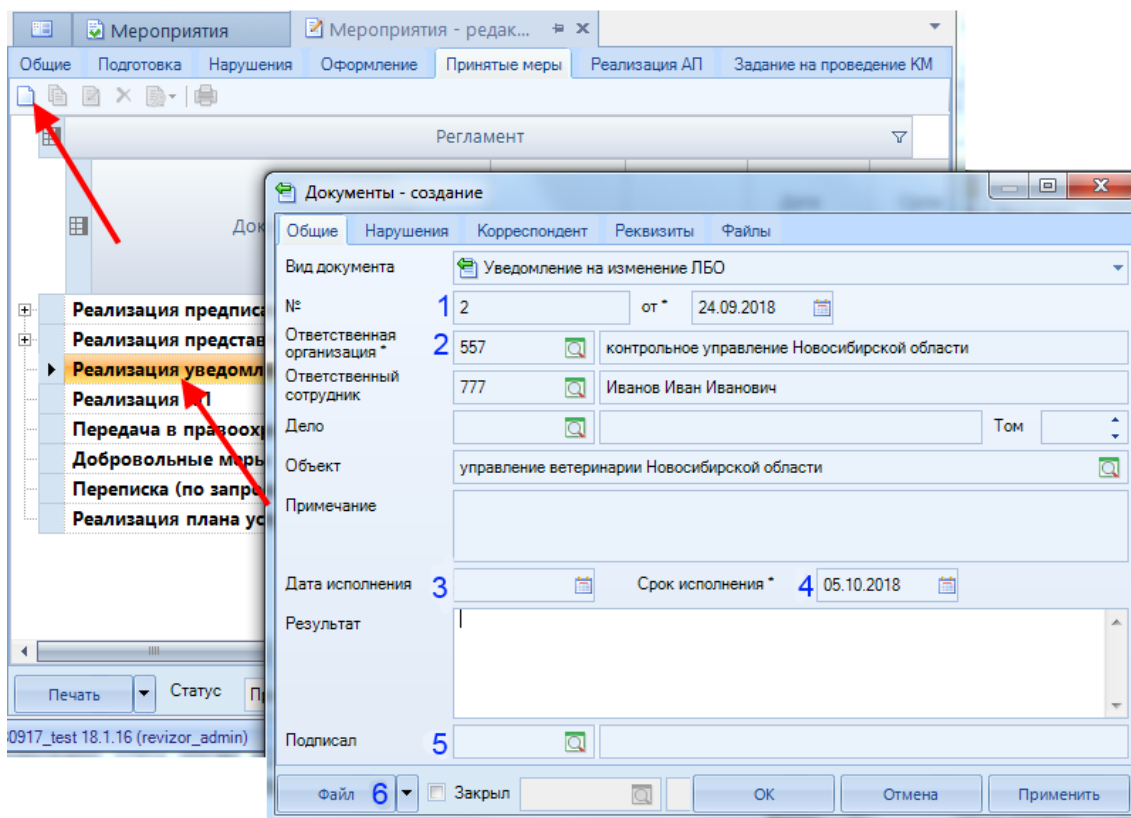 Мероприятия
Мероприятия - редак...
Общие Подготовка Нарушения Оформление Принятые меры Реализация АП Задание на проведение КМ
Регламент
Документы - создание
Общие Нарушения Корреспондент Реквизиты Файлы
Вид документа Уведомление на изменение ЛБО
№ 1 2 от * 24.09.2018
Ответственная
организация * 2 557 контрольное управление Новосибирской области
Ответственный
сотрудник 777 Иванов Иван Иванович
Дело Том
Объект управление ветеринарии Новосибирской области
Примечание
Дата исполнения 3 Срок исполнения * 4 05.10.2018
Результат
Подписал 5
Файл 6 Закрыл ОК Отмена Применить
Док
Реализация предписа
Реализация представ
Реализация уведомл
Реализация
Передача в правоохр
Добровольные меры
Переписка (по запро
Реализация плана ус
Печать Статус
0917_test 18.1.16 (revizor_admin)